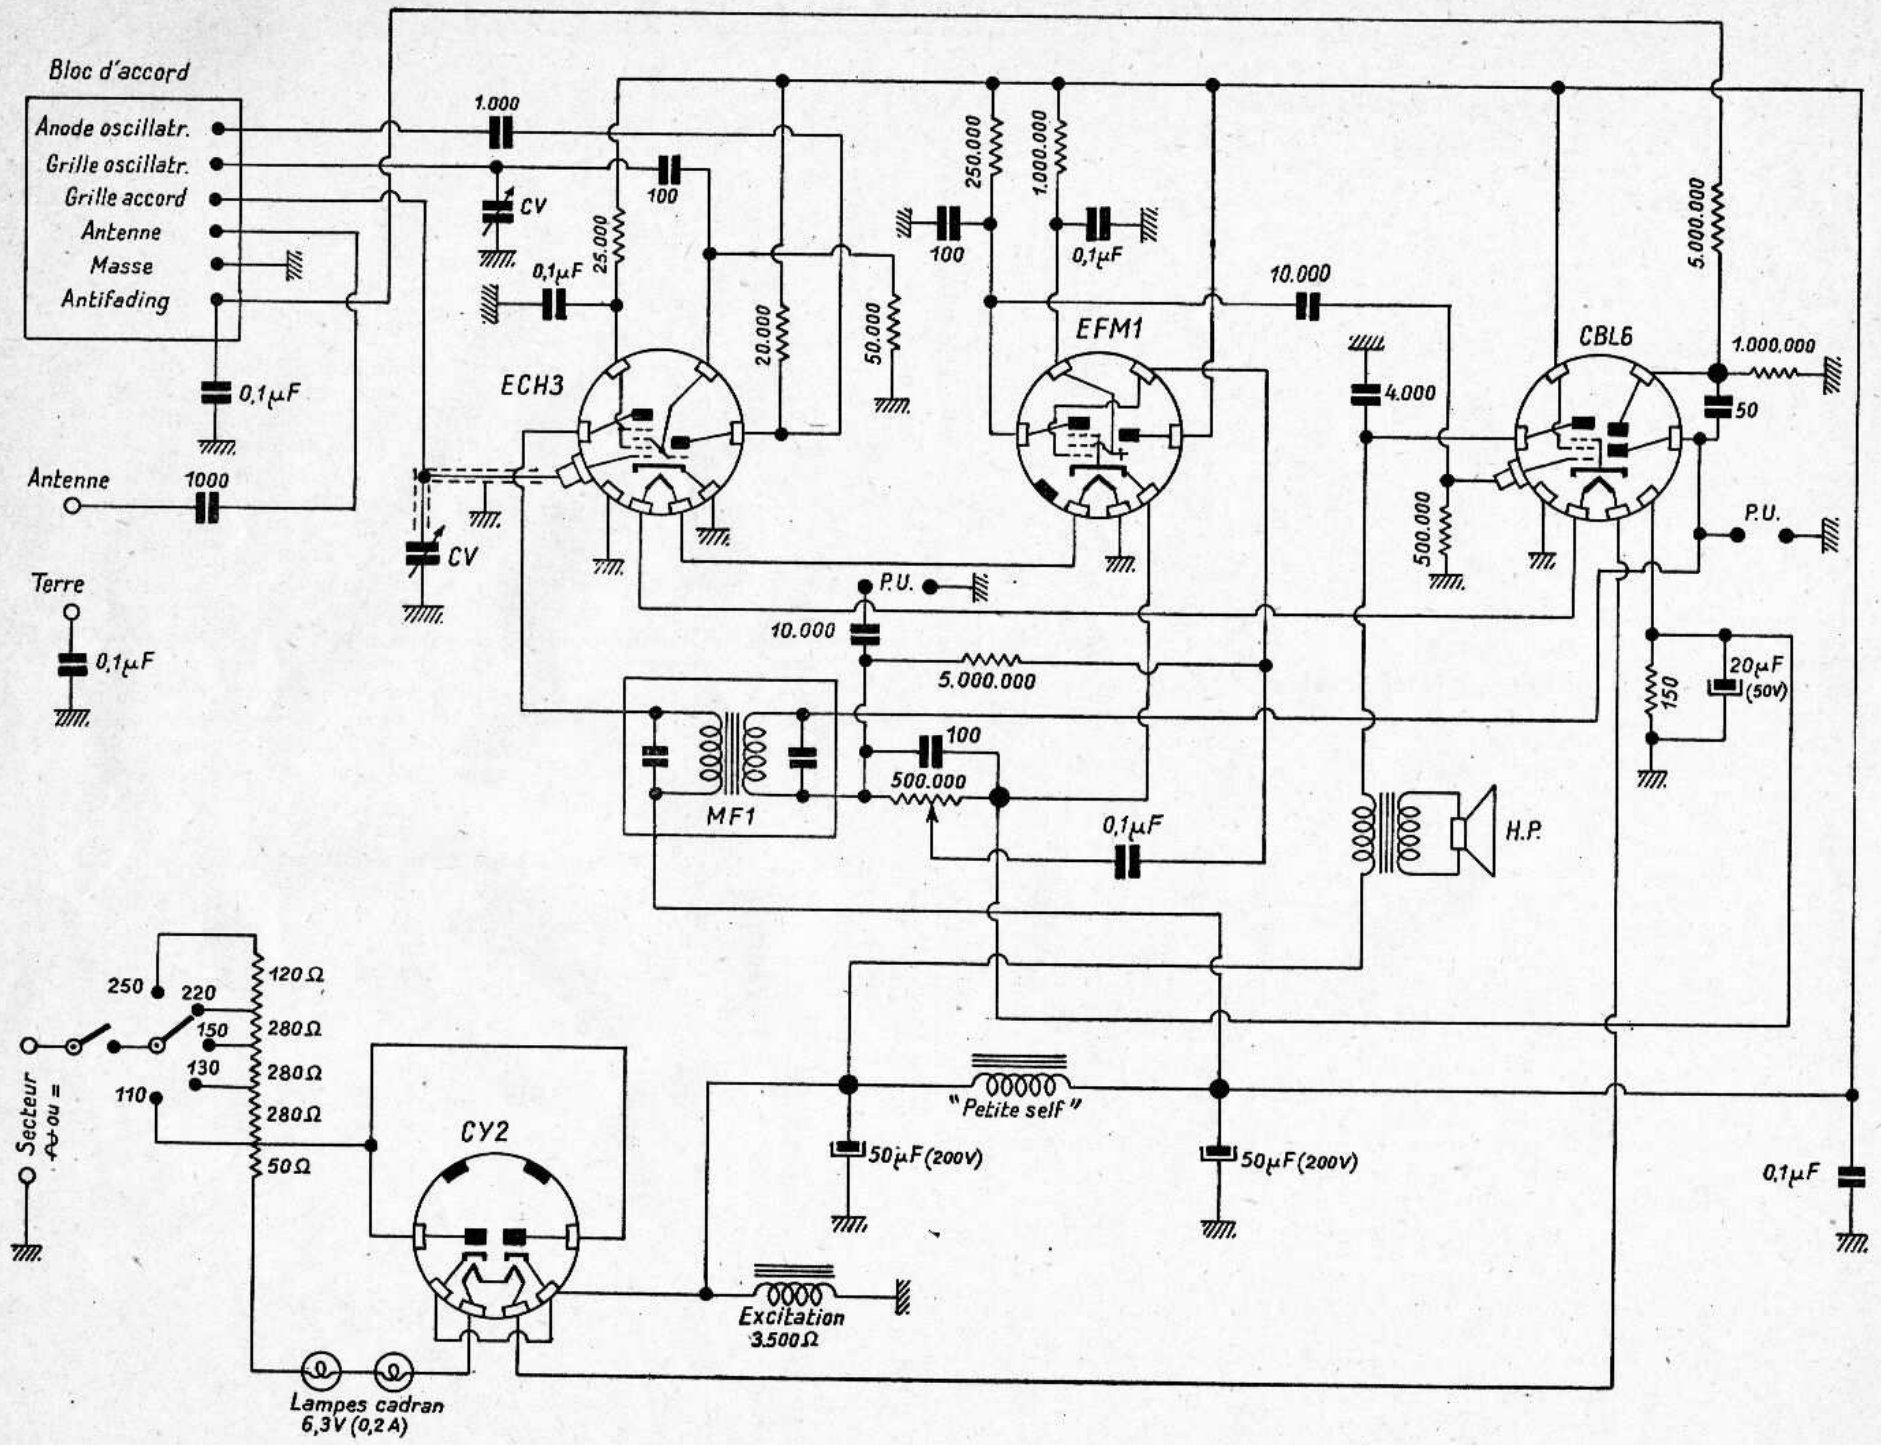 Bloc d'accord
Anode oscillatr.
Grille oscillatr.
Grille accord
Antenne
Masse
Antifading
0,1µF
1.000
100
CV
25.000
0,1µF
ECH3
20.000
50.000
250.000
1.000.000
100
0,1µF
EFM1
10.000
4.000
CBL6
5.000.000
1.000,000
50
500.000
P.U.
Antenne
1000
CV
Terre
0,1µF
P.U.
10.000
5.000.000
100
500.000
MF1
0,1µF
150
20µF
(50V)
H.P.
250
220
150
130
110
120Ω
280Ω
280Ω
280Ω
50Ω
Secteur
∿ ou =
CY2
"Petite self"
50µF (200V)
50µF (200V)
0,1µF
Excitation
3.500Ω
Lampes cadran
6,3V (0,2A)